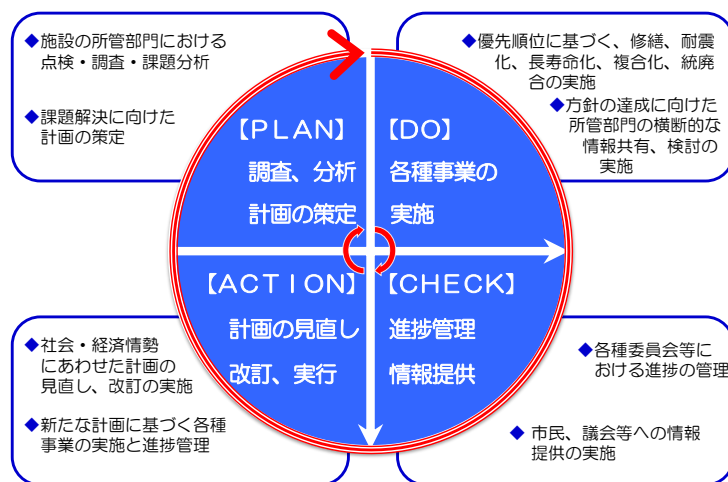 ◆施設の所管部門における
点検・調査・課題分析
◆課題解決に向けた
計画の策定
◆優先順位に基づく、修繕、耐震
化、長寿命化、複合化、統廃
合の実施
◆方針の達成に向けた
所管部門の横断的な
情報共有、検討の
実施
【PLAN】
調査、分析
計画の策定
【DO】
各種事業の
実施
【ACTION】
計画の見直し
改訂、実行
【CHECK】
進捗管理
情報提供
◆社会・経済情勢
にあわせた計画の
見直し、改訂の実施
◆新たな計画に基づく各種
事業の実施と進捗管理
◆各種委員会等に
おける進捗の管理
◆市民、議会等への情報
提供の実施